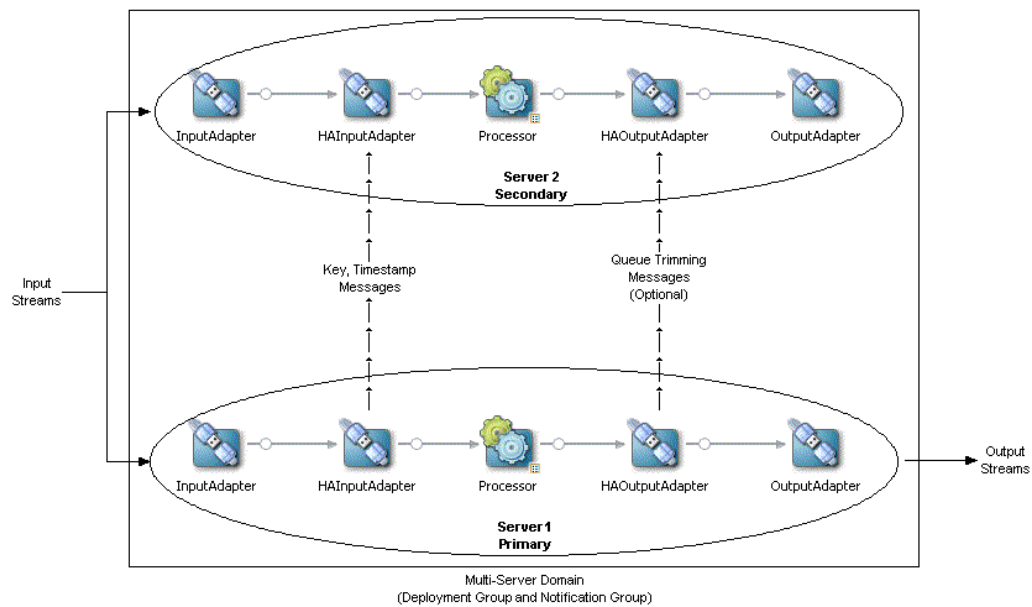 InputAdapter
HAInputAdapter
Processor
HAOutputAdapter
OutputAdapter
Server 2
Secondary
Key, Timestamp
Messages
Queue Trimming
Messages
(Optional)
Input
Streams
InputAdapter
HAInputAdapter
Processor
HAOutputAdapter
OutputAdapter
Output
Streams
Server 1
Primary
Multi-Server Domain
(Deployment Group and Notification Group)